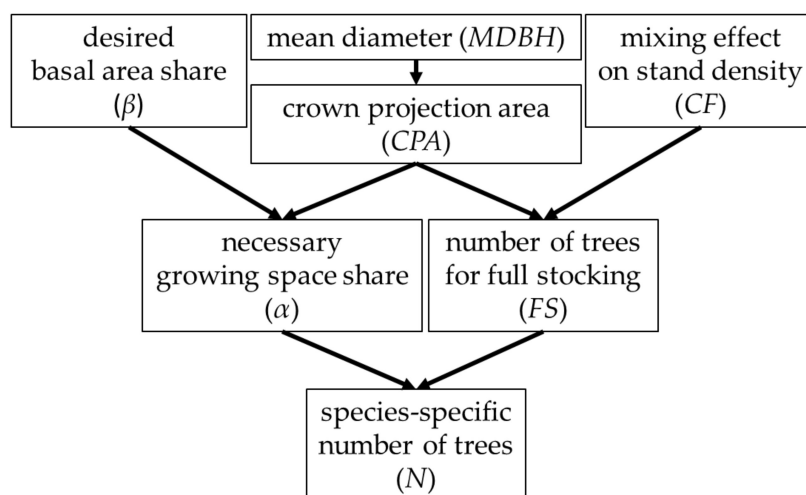 desired
basal area share
(β)
mean diameter (MDBH)
crown projection area
(CPA)
mixing effect
on stand density
(CF)
necessary
growing space share
(α)
number of trees
for full stocking
(FS)
species-specific
number of trees
(N)